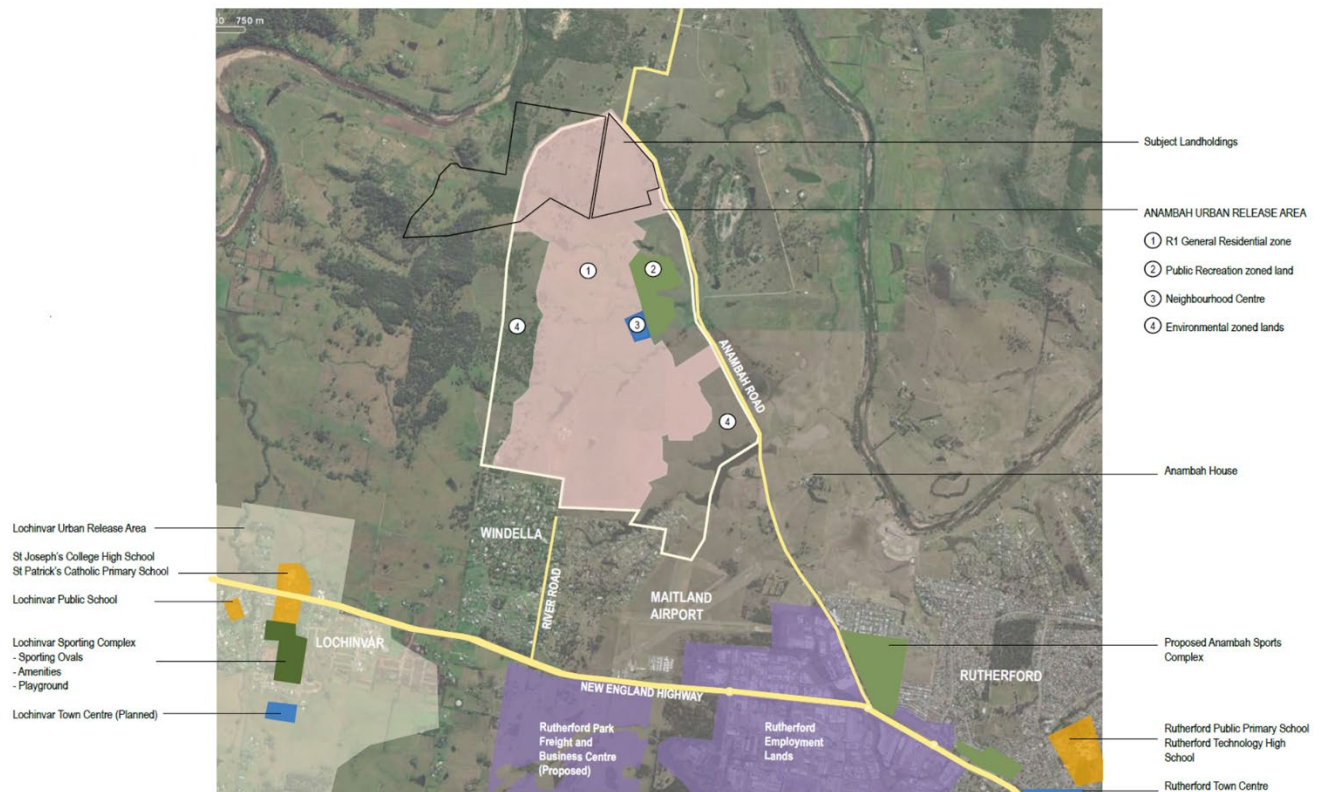 750 m
Subject Landholdings
ANAMBAH URBAN RELEASE AREA
1 R1 General Residential zone
2 Public Recreation zoned land
3 Neighbourhood Centre
4 Environmental zoned lands
1
2
3
4
4
ANAMBAH ROAD
Anambah House
WINDELLA
RIVER ROAD
MAITLAND
AIRPORT
Lochinvar Urban Release Area
St Joseph's College High School
St Patrick's Catholic Primary School
Lochinvar Public School
Lochinvar Sporting Complex
- Sporting Ovals
- Amenities
- Playground
Lochinvar Town Centre (Planned)
LOCHINVAR
NEW ENGLAND HIGHWAY
Rutherford Park
Freight and
Business Centre
(Proposed)
Rutherford
Employment
Lands
RUTHERFORD
Proposed Anambah Sports
Complex
Rutherford Public Primary School
Rutherford Technology High
School
Rutherford Town Centre